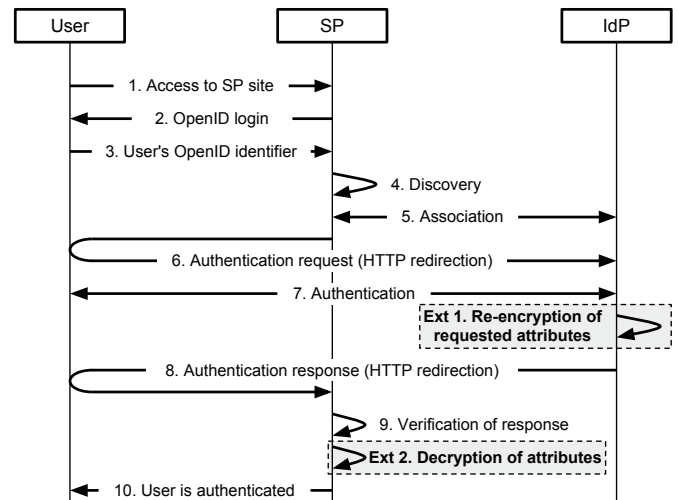 User
SP
IdP
1. Access to SP site
2. OpenID login
3. User's OpenID identifier
4. Discovery
5. Association
6. Authentication request (HTTP redirection)
7. Authentication
Ext 1. Re-encryption of
requested attributes
8. Authentication response (HTTP redirection)
9. Verification of response
Ext 2. Decryption of attributes
10. User is authenticated